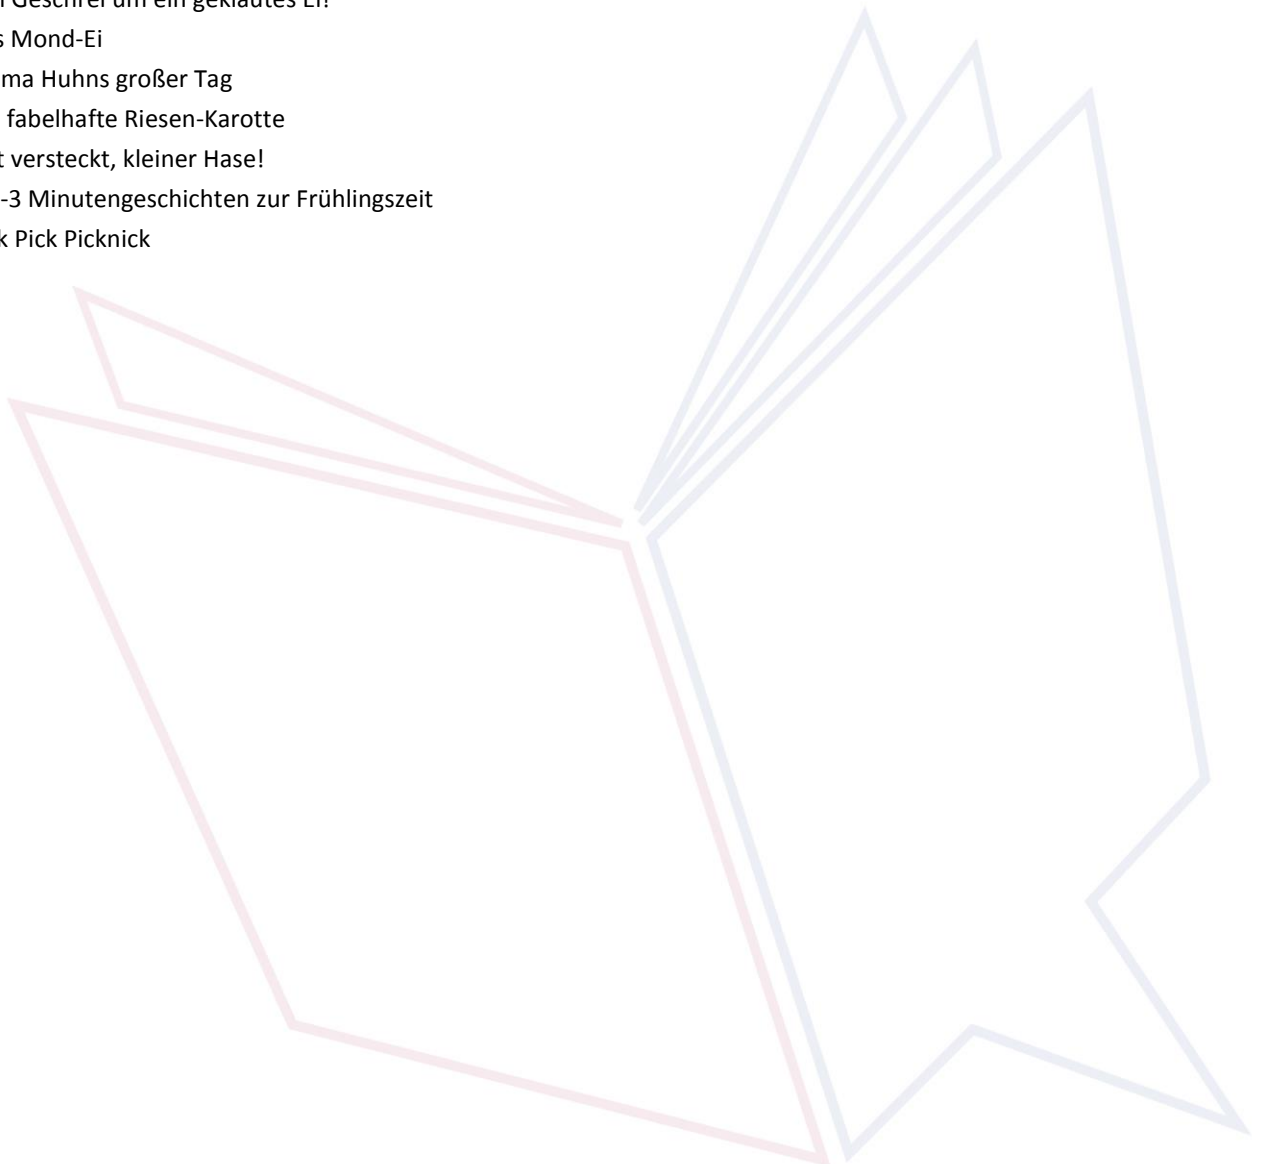 Geschrei um ein geklautes Ei!
Mond-Ei
Huhns großer Tag
fabelhafte Riesen-Karotte
versteckt, kleiner Hase!
-3 Minutengeschichten zur Frühlingszeit
Pick Picknick